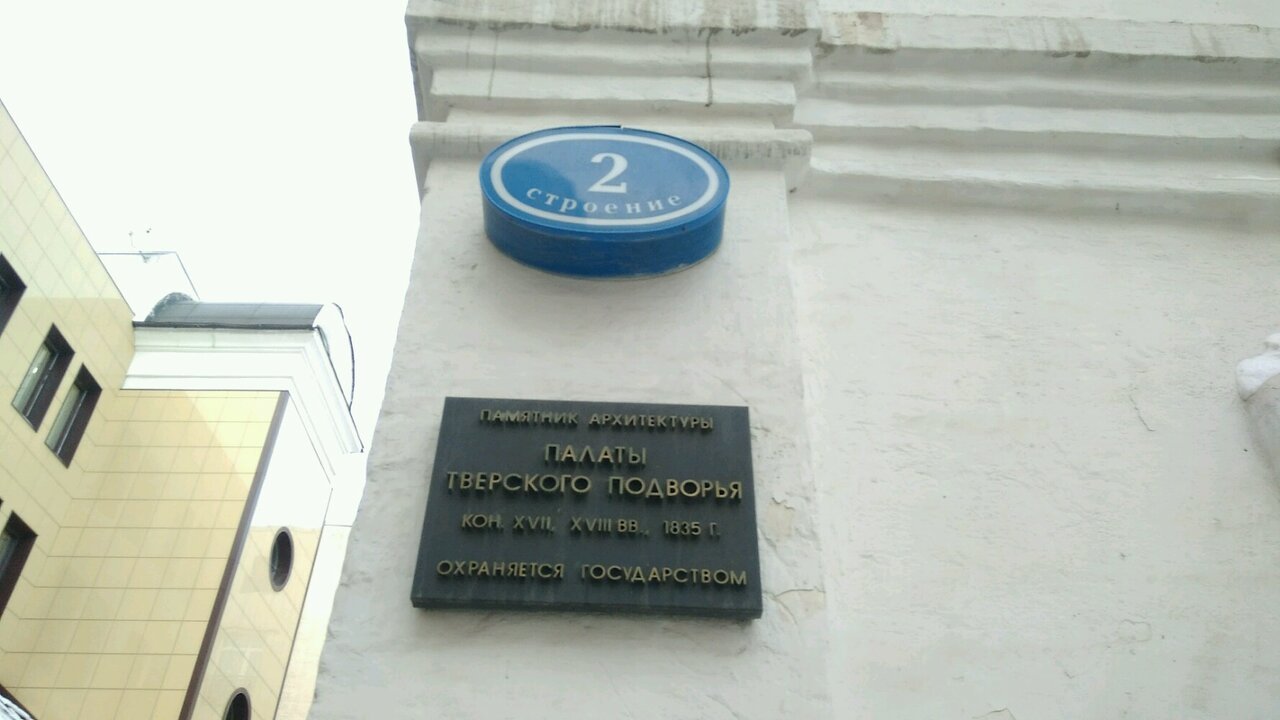 2
строение
ПАМЯТНИК АРХИТЕКТУРЫ
ПАЛАТЫ
ТВЕРСКОГО ПОДВОРЬЯ
КОН. XVII, XVIII ВВ., 1835 Г.
ОХРАНЯЕТСЯ ГОСУДАРСТВОМ